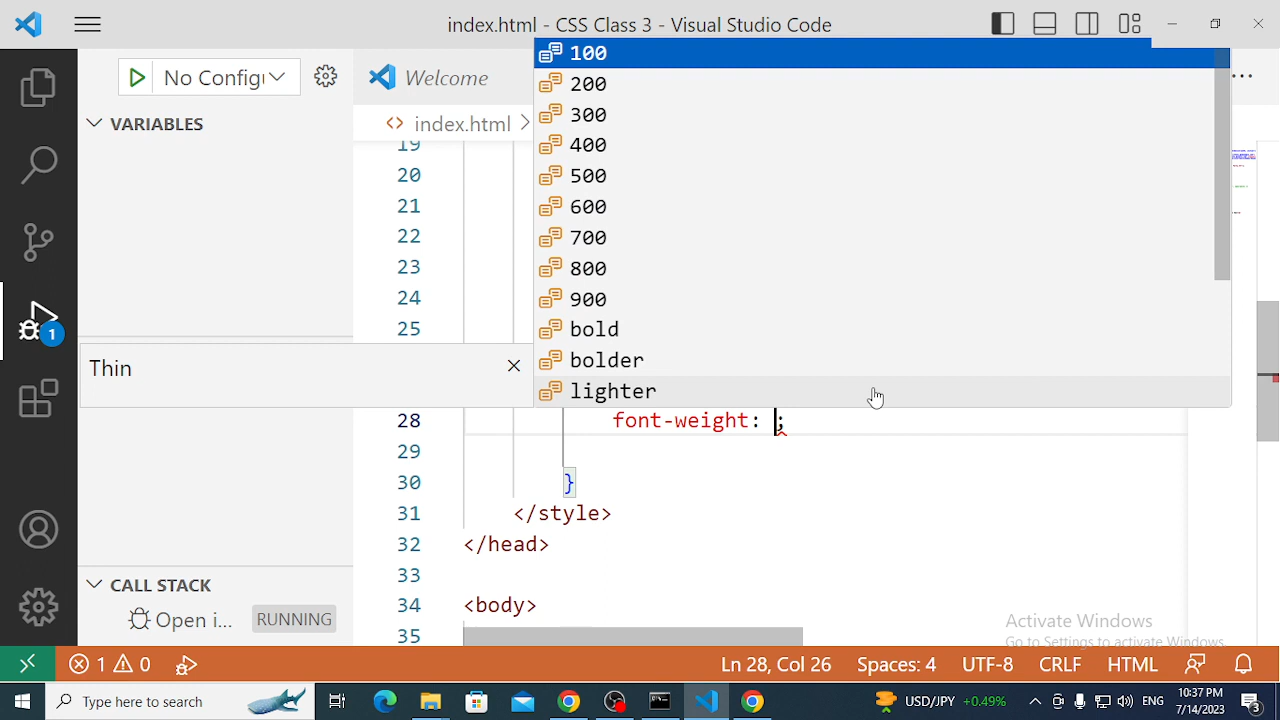 index.html - CSS Class 3 - Visual Studio Code
No Config
Welcome
VARIABLES
index.html
100
200
300
400
500
600
700
800
900
bold
bolder
lighter
Thin
19
20
21
22
23
24
25
28 font-weight: ;
29
30 }
31 </style>
32 </head>
33
34 <body>
35
1
CALL STACK
Open i... RUNNING
Activate Windows
Go to Settings to activate Windows.
1 0
Ln 28, Col 26 Spaces: 4 UTF-8 CRLF HTML
Type here to search
USD/JPY +0.49%
ENG
10:37 PM
7/14/2023
3